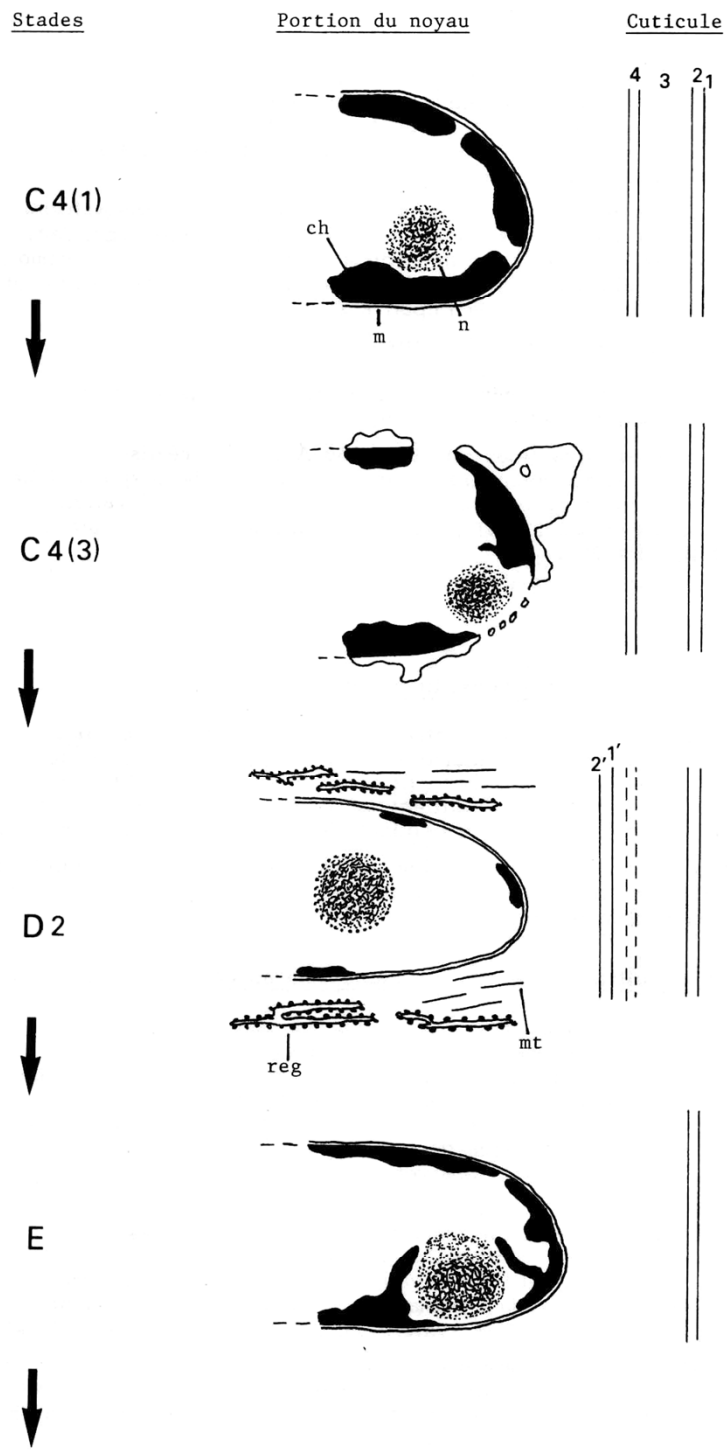 Stades Portion du noyau Cuticule
4 3 2 1
C 4(1)
ch
m n
C 4(3)
2' 1'
D 2
mt
reg
E